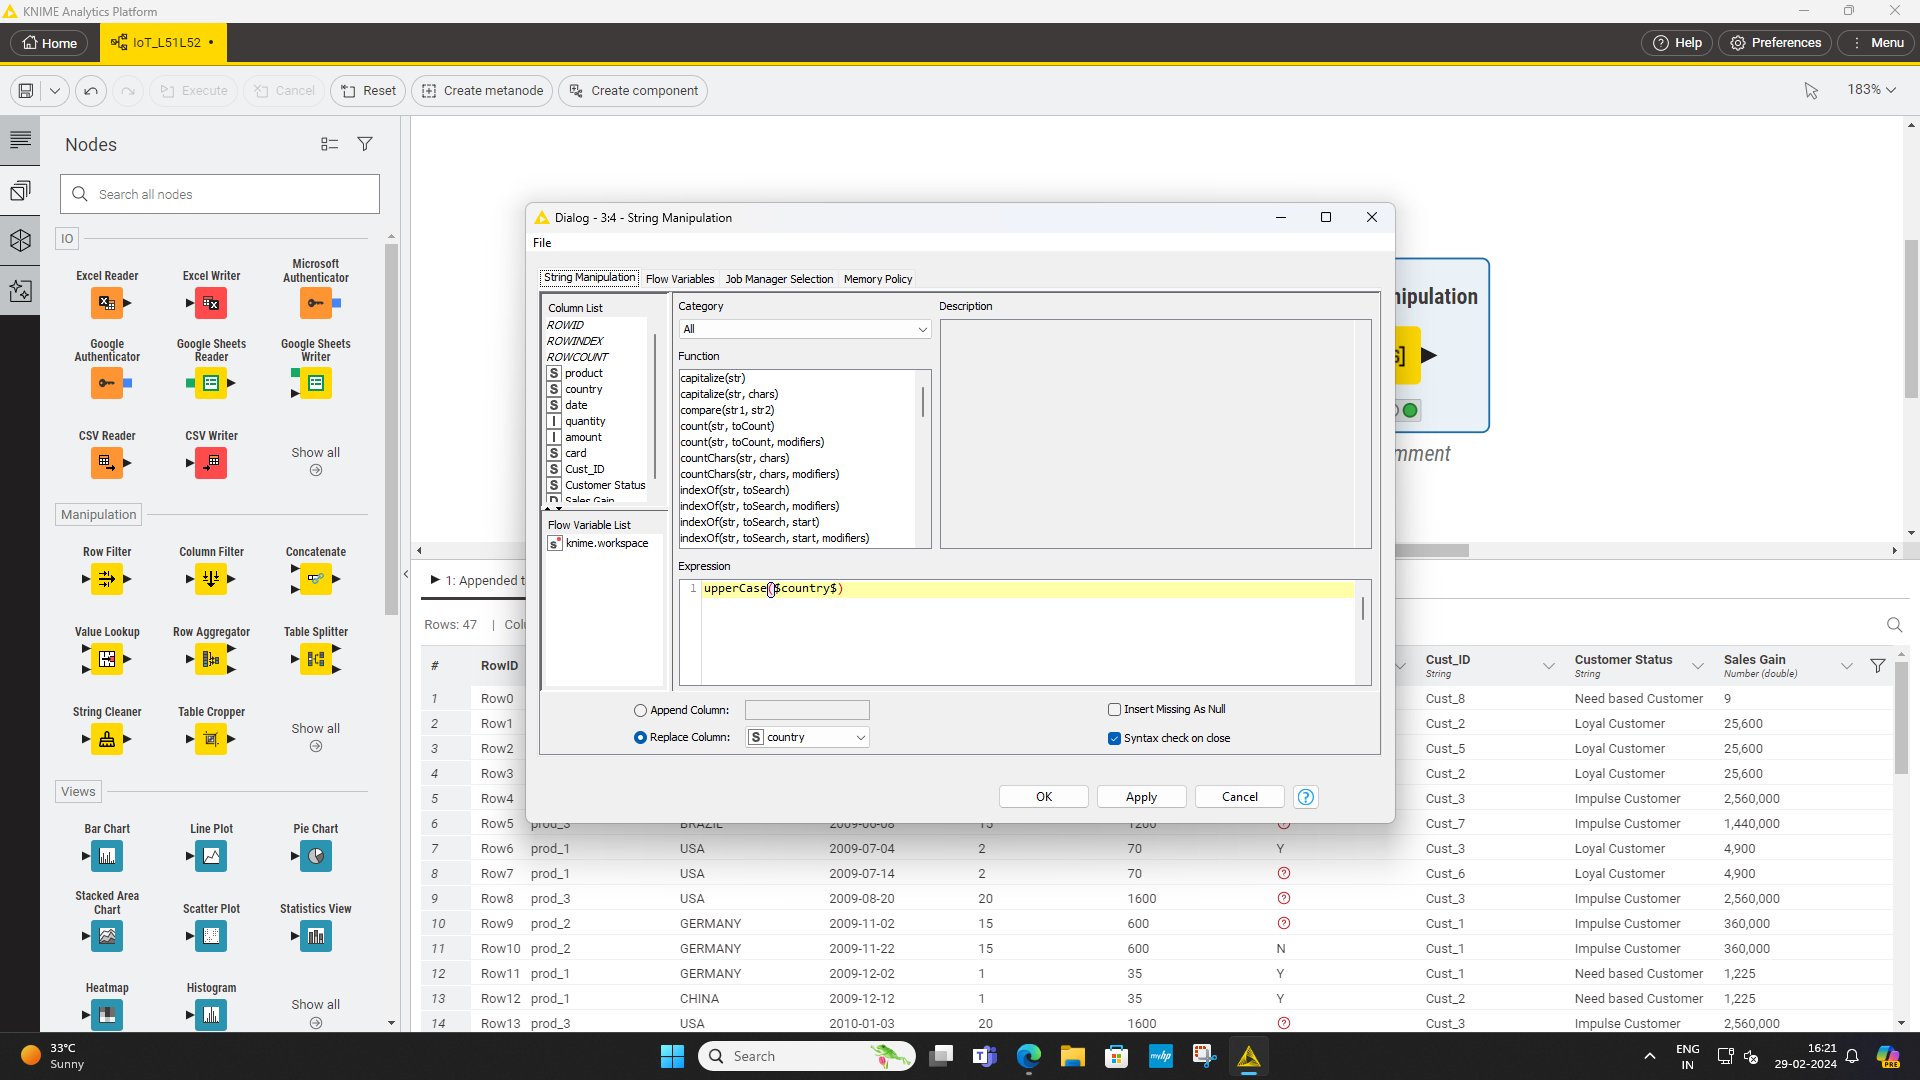 KNIME Analytics Platform
Home
IoT_L51L52
Help
Preferences
Menu
Execute
Cancel
Reset
Create metanode
Create component
183%
Nodes
Search all nodes
IO
Excel Reader
Excel Writer
Microsoft Authenticator
Google Authenticator
Google Sheets Reader
Google Sheets Writer
CSV Reader
CSV Writer
Show all
Manipulation
Row Filter
Column Filter
Concatenate
Value Lookup
Row Aggregator
Table Splitter
String Cleaner
Table Cropper
Show all
Views
Bar Chart
Line Plot
Pie Chart
Stacked Area Chart
Scatter Plot
Statistics View
Heatmap
Histogram
Show all
nipulation
mment
Dialog - 3:4 - String Manipulation
File
String Manipulation
Flow Variables
Job Manager Selection
Memory Policy
Column List
ROWID
ROWINDEX
ROWCOUNT
S product
S country
S date
I quantity
I amount
S card
S Cust_ID
S Customer Status
D Sales Gain
Flow Variable List
s knime.workspace
Category
All
Function
capitalize(str)
capitalize(str, chars)
compare(str1, str2)
count(str, toCount)
count(str, toCount, modifiers)
countChars(str, chars)
countChars(str, chars, modifiers)
indexOf(str, toSearch)
indexOf(str, toSearch, modifiers)
indexOf(str, toSearch, start)
indexOf(str, toSearch, start, modifiers)
Description
Expression
1 upperCase($country$)
Append Column:
Replace Column:
S country
Insert Missing As Null
Syntax check on close
OK
Apply
Cancel
1: Appended t
Rows: 47 | Colu
# RowID Cust_ID Customer Status Sales Gain
String String Number (double)
1 Row0 Cust_8 Need based Customer 9
2 Row1 Cust_2 Loyal Customer 25,600
3 Row2 Cust_5 Loyal Customer 25,600
4 Row3 Cust_2 Loyal Customer 25,600
5 Row4 Cust_3 Impulse Customer 2,560,000
6 Row5 prod_3 BRAZIL 2009-06-08 15 1200 ? Cust_7 Impulse Customer 1,440,000
7 Row6 prod_1 USA 2009-07-04 2 70 Y Cust_3 Loyal Customer 4,900
8 Row7 prod_1 USA 2009-07-14 2 70 ? Cust_6 Loyal Customer 4,900
9 Row8 prod_3 USA 2009-08-20 20 1600 ? Cust_3 Impulse Customer 2,560,000
10 Row9 prod_2 GERMANY 2009-11-02 15 600 ? Cust_1 Impulse Customer 360,000
11 Row10 prod_2 GERMANY 2009-11-22 15 600 N Cust_1 Impulse Customer 360,000
12 Row11 prod_1 GERMANY 2009-12-02 1 35 Y Cust_1 Need based Customer 1,225
13 Row12 prod_1 CHINA 2009-12-12 1 35 Y Cust_2 Need based Customer 1,225
14 Row13 prod_3 USA 2010-01-03 20 1600 ? Cust_3 Impulse Customer 2,560,000
33°C
Sunny
Search
myhp
ENG
IN
16:21
29-02-2024
PRE